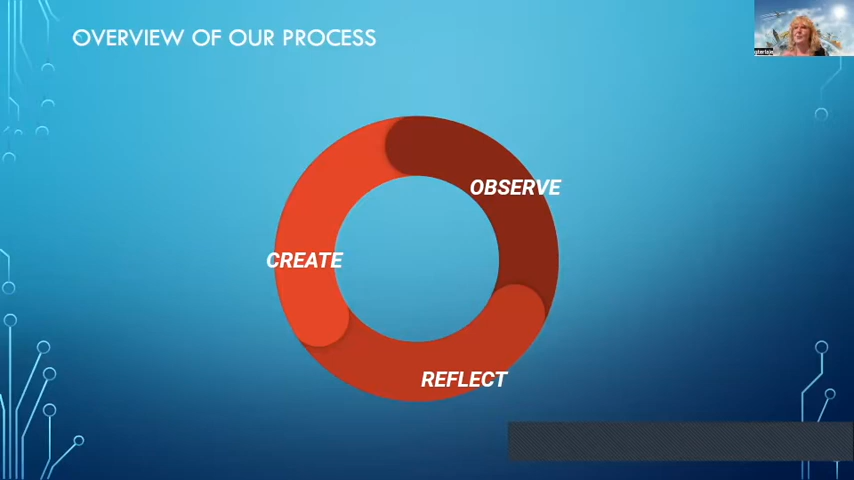 OVERVIEW OF OUR PROCESS
OBSERVE
CREATE
REFLECT